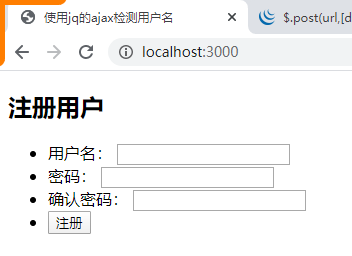 使用jq的ajax检测用户名
$.post(url,[d
localhost:3000
注册用户
用户名:
密码:
确认密码:
注册